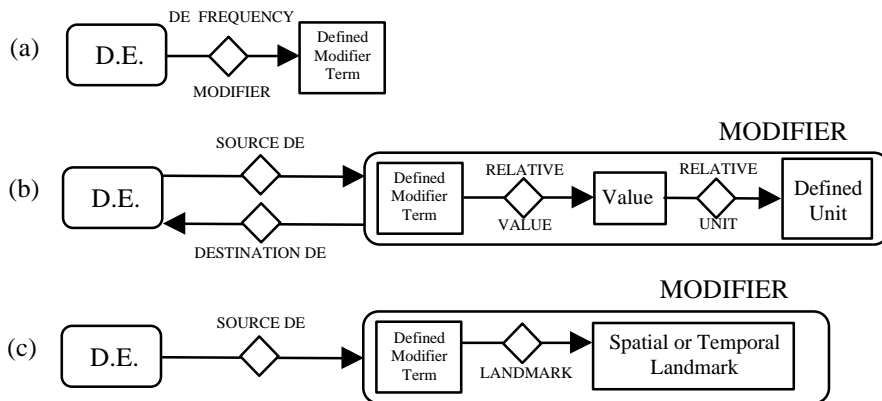 DE FREQUENCY
(a)
D.E.
Defined
Modifier
Term
MODIFIER
MODIFIER
SOURCE DE
(b)
D.E.
Defined
Modifier
Term
RELATIVE
VALUE
Value
RELATIVE
UNIT
Defined
Unit
DESTINATION DE
MODIFIER
SOURCE DE
(c)
D.E.
Defined
Modifier
Term
LANDMARK
Spatial or Temporal
Landmark